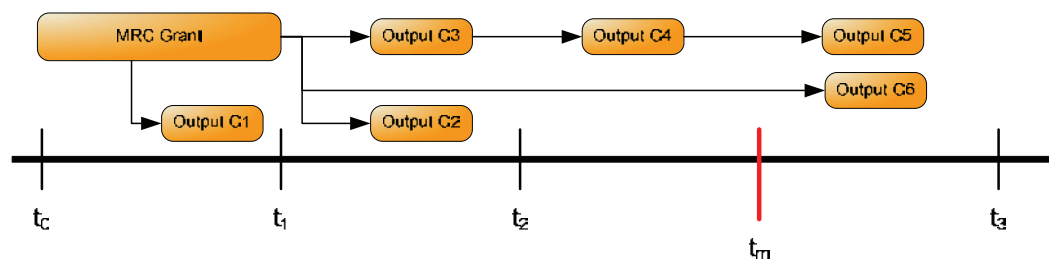 MRC Grant
Output C3
Output C4
Output C5
Output C6
Output C1
Output C2
t0
t1
t2
tm
t3